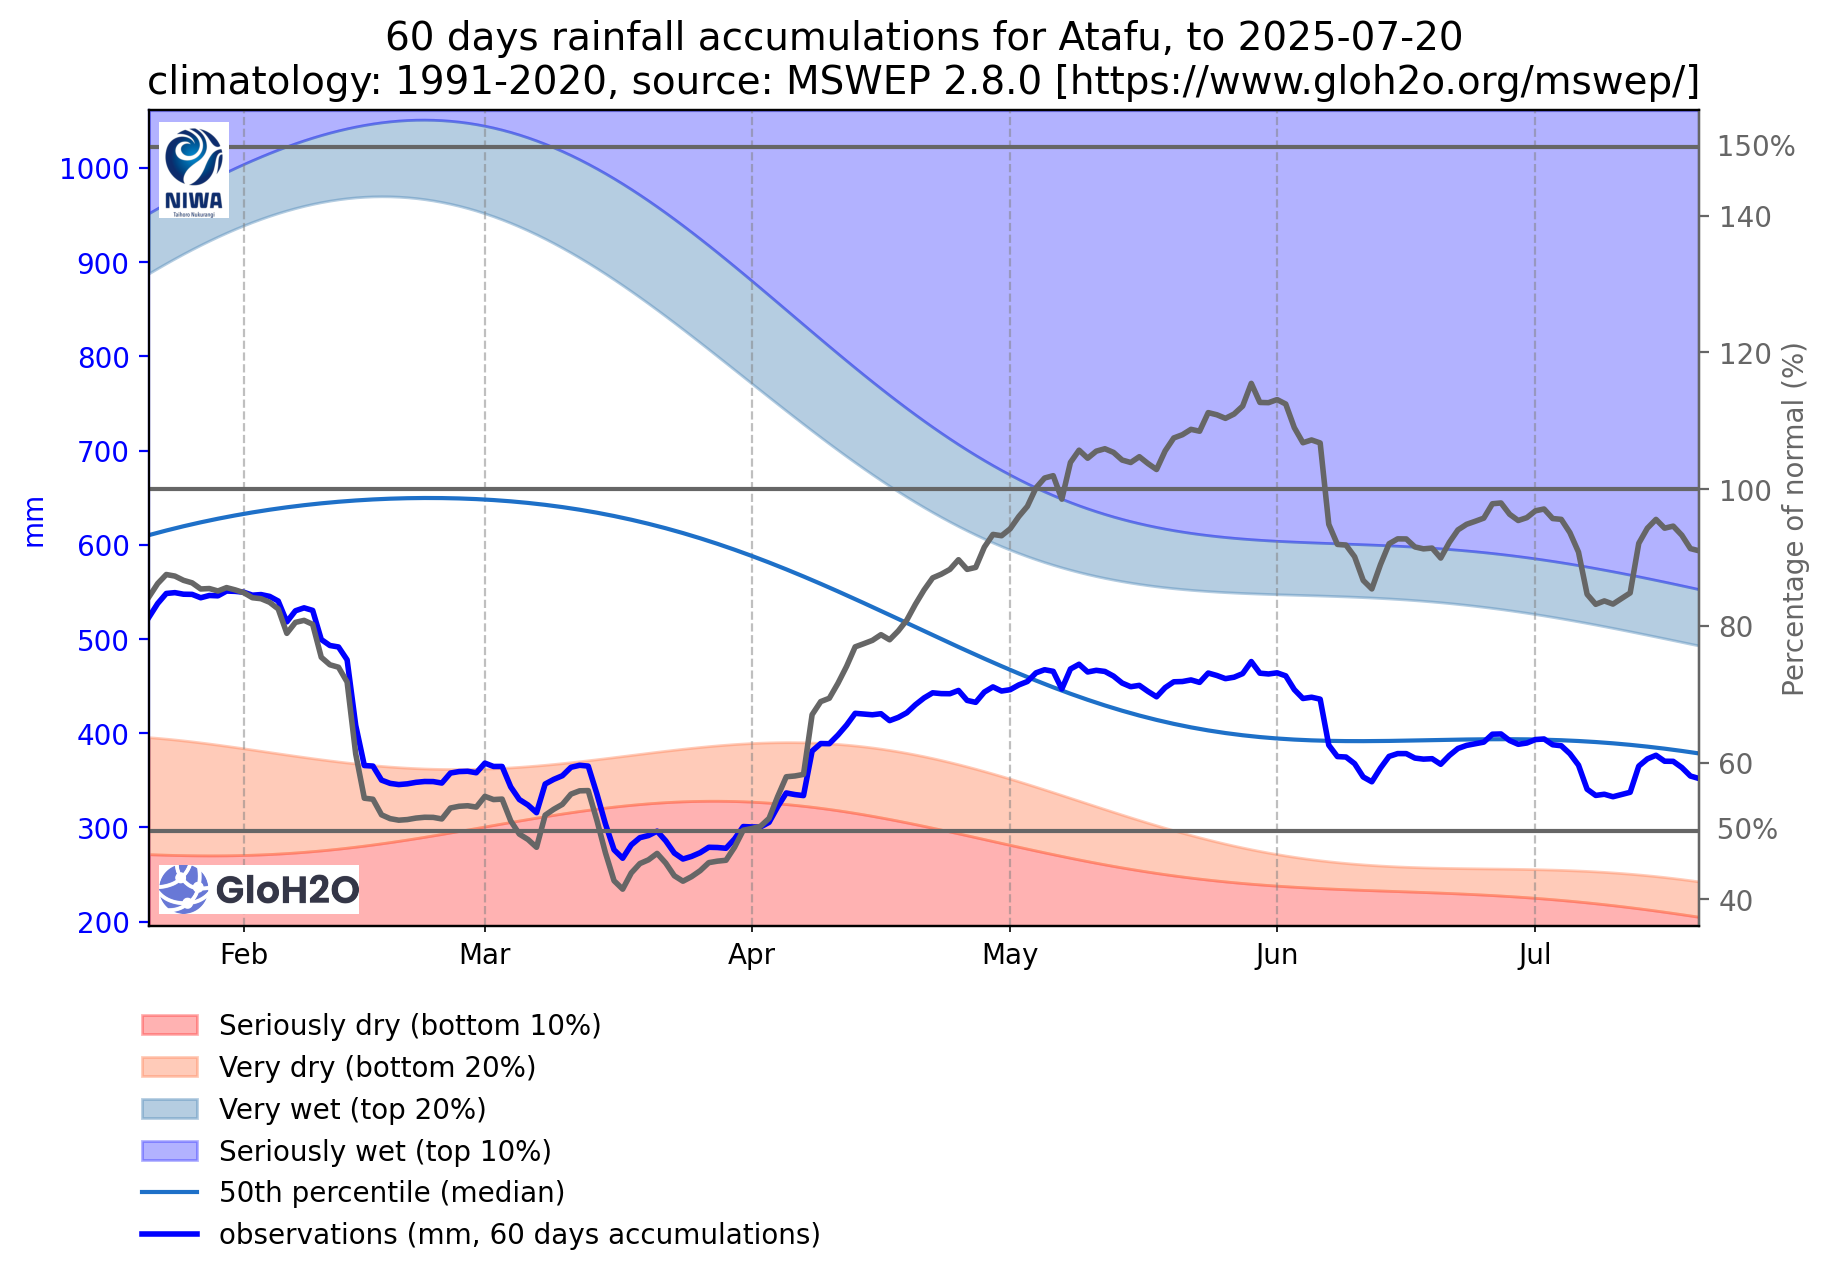 60 days rainfall accumulations for Atafu, to 2025-07-20
climatology: 1991-2020, source: MSWEP 2.8.0 [https://www.gloh2o.org/mswep/]
NIWA
Taihoro Nukurangi
1000
900
800
700
600
500
400
300
200
mm
150%
140
120
100
80
60
50%
40
Percentage of normal (%)
GloH2O
Feb
Mar
Apr
May
Jun
Jul
Seriously dry (bottom 10%)
Very dry (bottom 20%)
Very wet (top 20%)
Seriously wet (top 10%)
50th percentile (median)
observations (mm, 60 days accumulations)